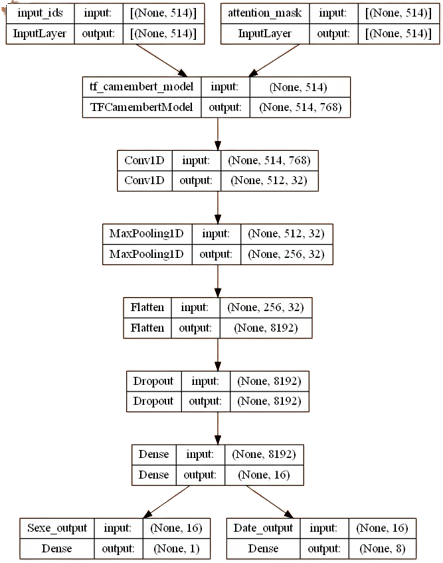 input_ids input: [(None, 514)]
InputLayer output: [(None, 514)]
attention_mask input: [(None, 514)]
InputLayer output: [(None, 514)]
tf_camembert_model input: (None, 514)
TFCamembertModel output: (None, 514, 768)
Conv1D input: (None, 514, 768)
Conv1D output: (None, 512, 32)
MaxPooling1D input: (None, 512, 32)
MaxPooling1D output: (None, 256, 32)
Flatten input: (None, 256, 32)
Flatten output: (None, 8192)
Dropout input: (None, 8192)
Dropout output: (None, 8192)
Dense input: (None, 8192)
Dense output: (None, 16)
Sexe_output input: (None, 16)
Dense output: (None, 1)
Date_output input: (None, 16)
Dense output: (None, 8)